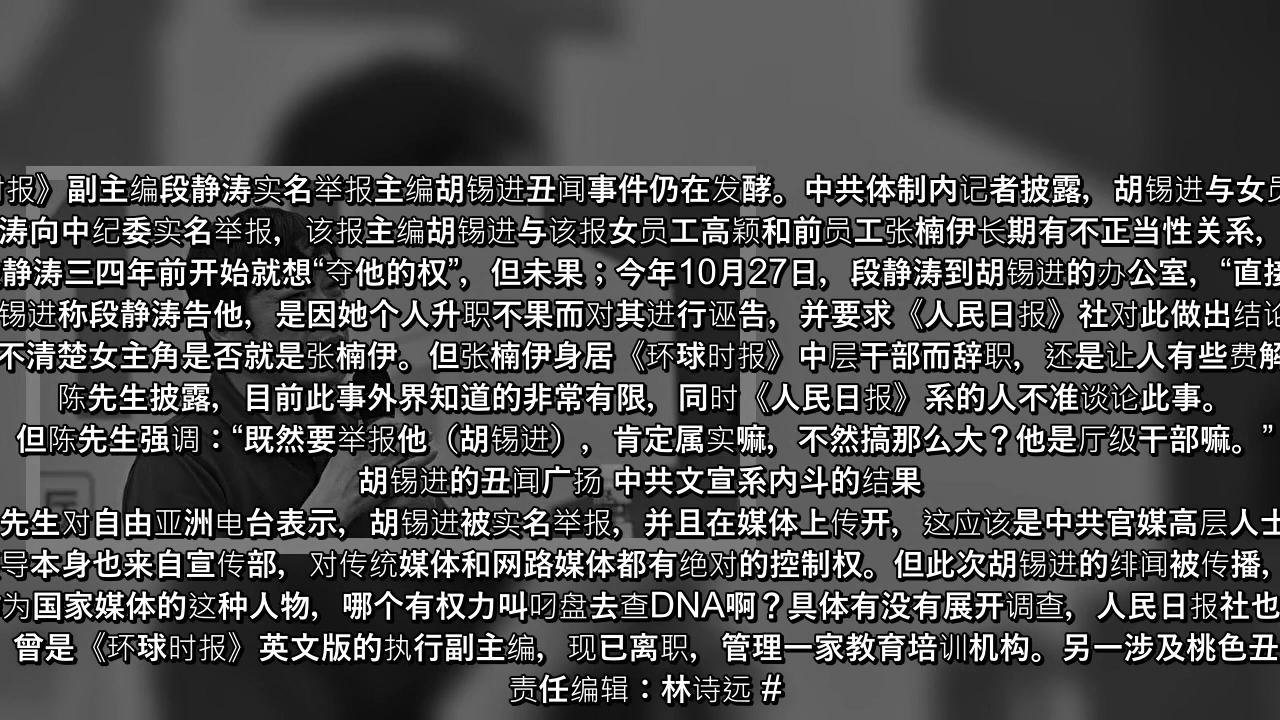 时报》副主编段静涛实名举报主编胡锡进丑闻事件仍在发酵。中共体制内记者披露，胡锡进与女员
涛向中纪委实名举报，该报主编胡锡进与该报女员工高颖和前员工张楠伊长期有不正当性关系，
静涛三四年前开始就想“夺他的权”，但未果；今年10月27日，段静涛到胡锡进的办公室，“直接
锡进称段静涛告他，是因她个人升职不果而对其进行诬告，并要求《人民日报》社对此做出结论
不清楚女主角是否就是张楠伊。但张楠伊身居《环球时报》中层干部而辞职，还是让人有些费解
陈先生披露，目前此事外界知道的非常有限，同时《人民日报》系的人不准谈论此事。
但陈先生强调：“既然要举报他（胡锡进），肯定属实嘛，不然搞那么大？他是厅级干部嘛。”
胡锡进的丑闻广扬 中共文宣系内斗的结果
先生对自由亚洲电台表示，胡锡进被实名举报，并且在媒体上传开，这应该是中共官媒高层人士
导本身也来自宣传部，对传统媒体和网路媒体都有绝对的控制权。但此次胡锡进的绯闻被传播，
为国家媒体的这种人物，哪个有权力叫叼盘去查DNA啊？具体有没有展开调查，人民日报社也
曾是《环球时报》英文版的执行副主编，现已离职，管理一家教育培训机构。另一涉及桃色丑
责任编辑：林诗远 #